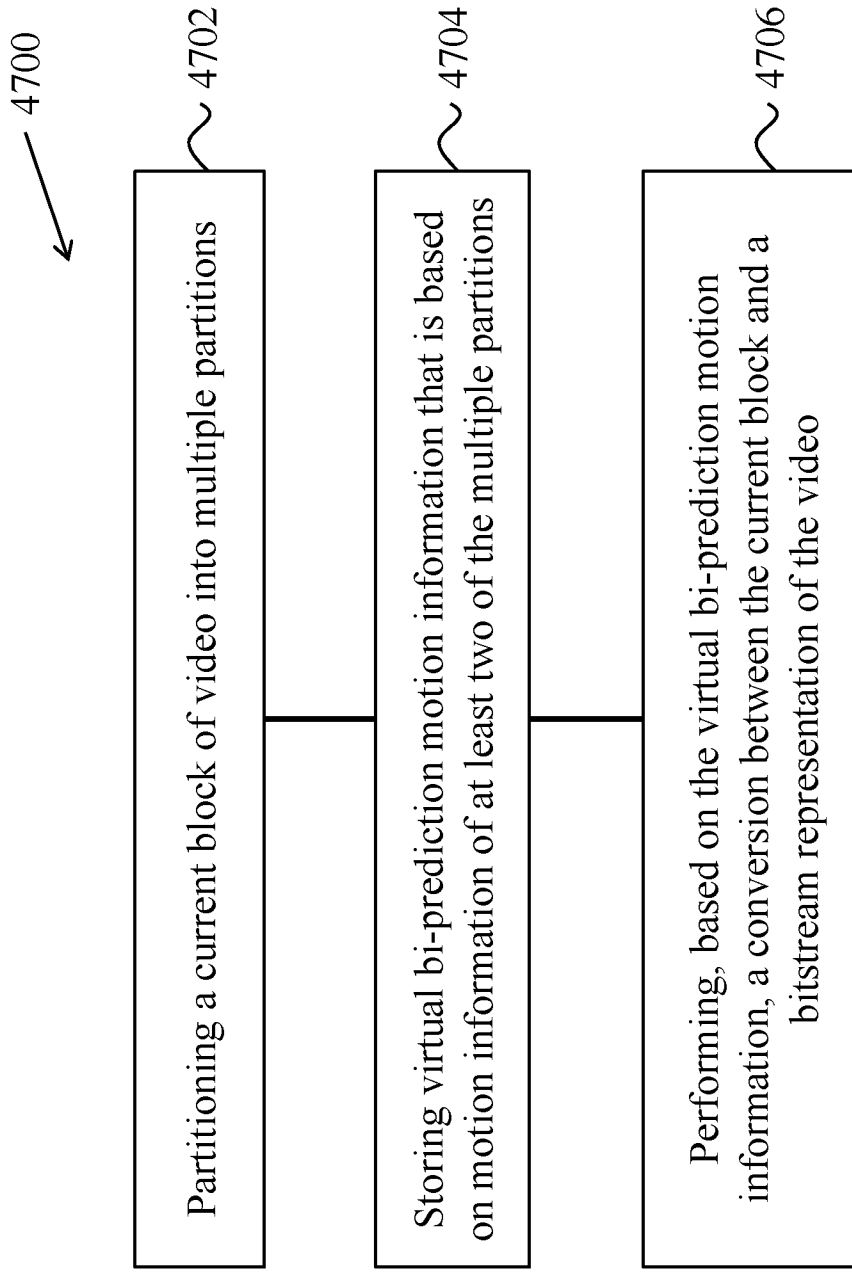 4700
Partitioning a current block of video into multiple partitions
4702
Storing virtual bi-prediction motion information that is based
on motion information of at least two of the multiple partitions
4704
Performing, based on the virtual bi-prediction motion
information, a conversion between the current block and a
bitstream representation of the video
4706